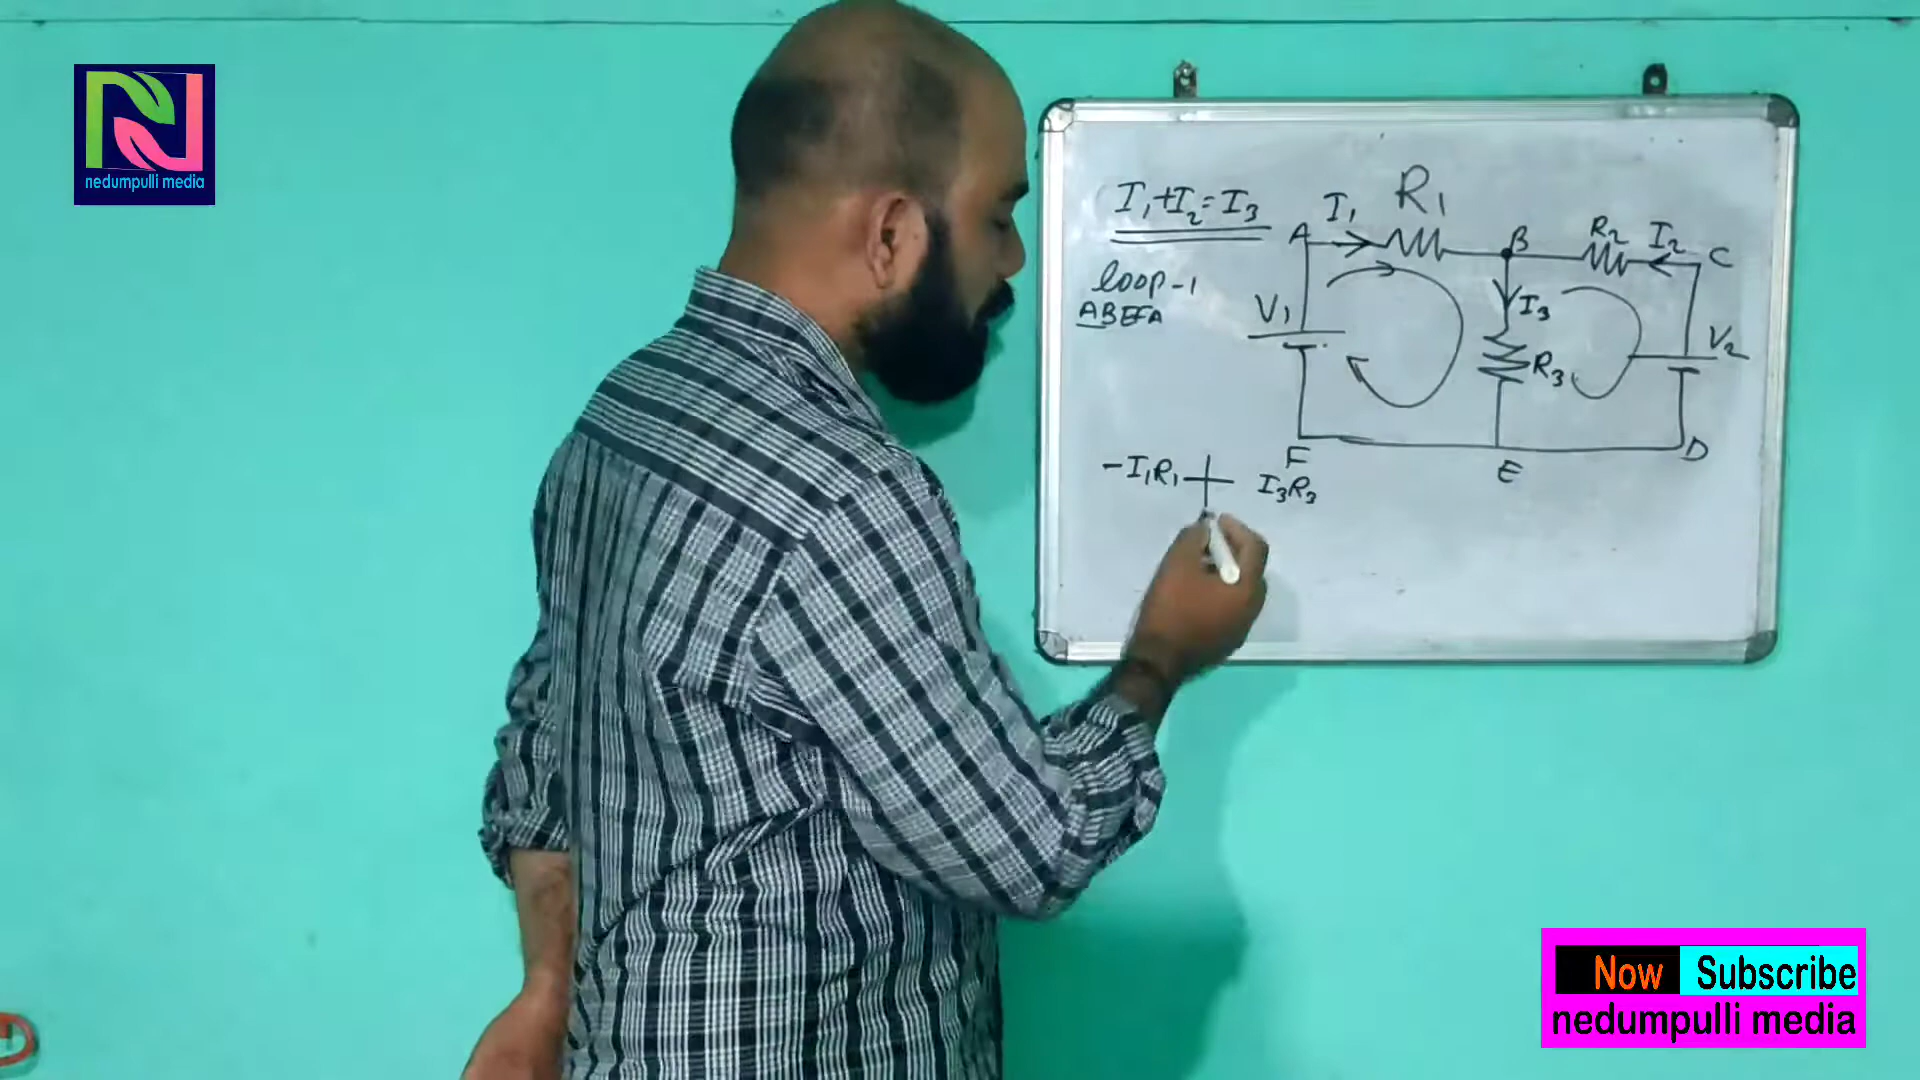 nedumpulli media
I₁+I₂=I₃
loop-1
ABEFA
A
I₁
R₁
B
R₂
I₂
C
V₁
I₃
R₃
V₂
F
E
D
-I₁R₁ + I₃R₃
Now Subscribe
nedumpulli media